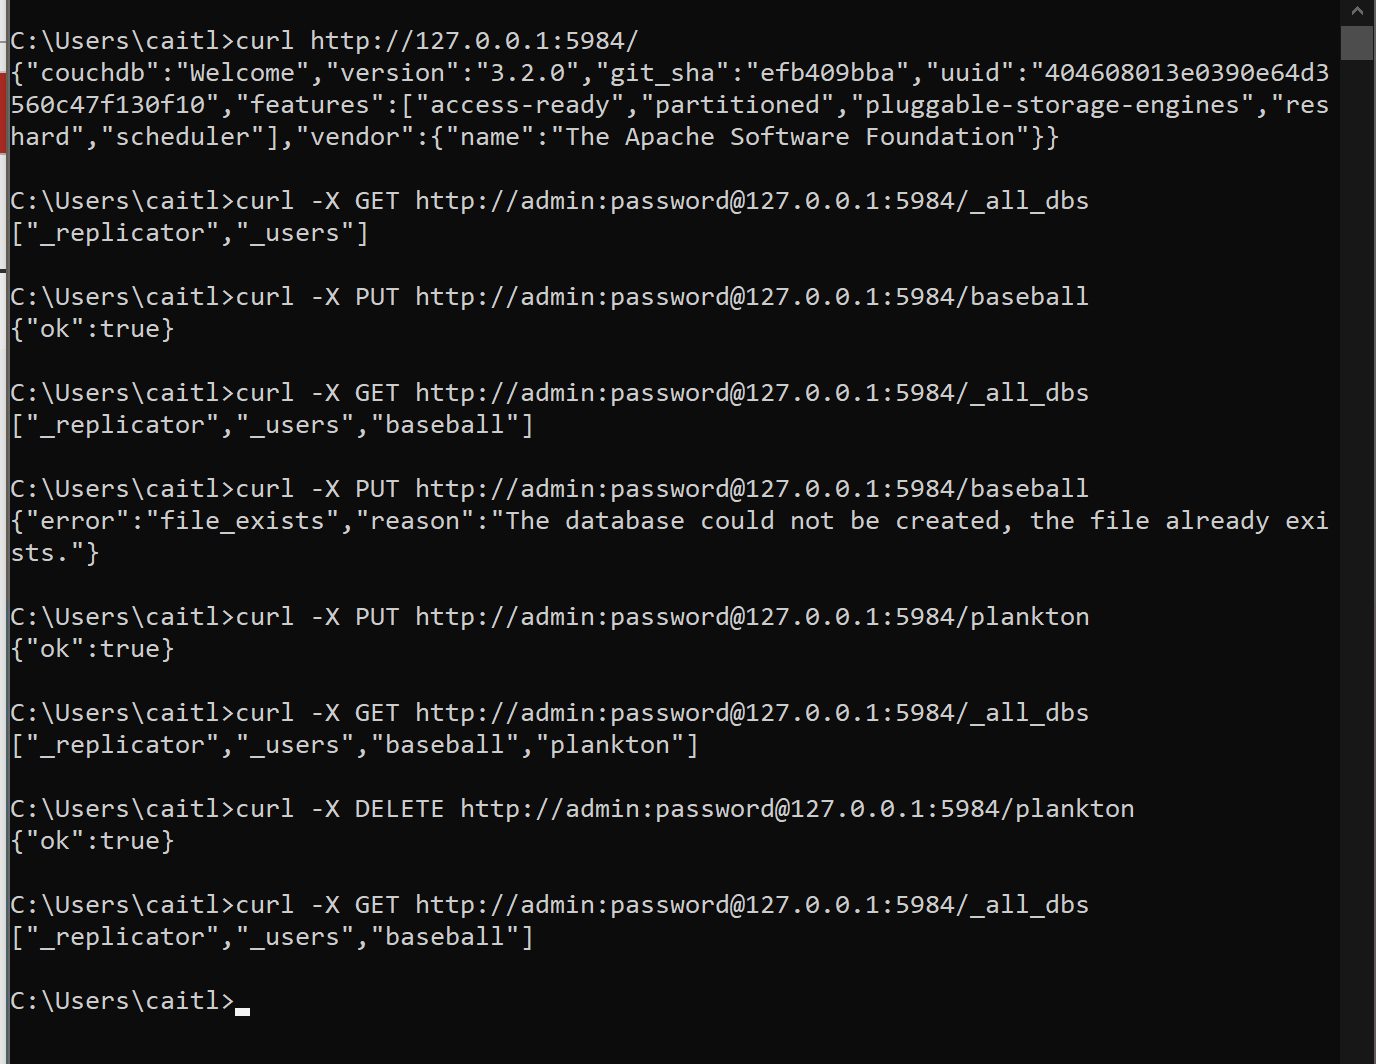 C:\Users\caitl>curl http://127.0.0.1:5984/
{"couchdb":"Welcome","version":"3.2.0","git_sha":"efb409bba","uuid":"404608013e0390e64d3
560c47f130f10","features":["access-ready","partitioned","pluggable-storage-engines","res
hard","scheduler"],"vendor":{"name":"The Apache Software Foundation"}}
C:\Users\caitl>curl -X GET http://admin:password@127.0.0.1:5984/_all_dbs
["_replicator","_users"]
C:\Users\caitl>curl -X PUT http://admin:password@127.0.0.1:5984/baseball
{"ok":true}
C:\Users\caitl>curl -X GET http://admin:password@127.0.0.1:5984/_all_dbs
["_replicator","_users","baseball"]
C:\Users\caitl>curl -X PUT http://admin:password@127.0.0.1:5984/baseball
{"error":"file_exists","reason":"The database could not be created, the file already exi
sts."}
C:\Users\caitl>curl -X PUT http://admin:password@127.0.0.1:5984/plankton
{"ok":true}
C:\Users\caitl>curl -X GET http://admin:password@127.0.0.1:5984/_all_dbs
["_replicator","_users","baseball","plankton"]
C:\Users\caitl>curl -X DELETE http://admin:password@127.0.0.1:5984/plankton
{"ok":true}
C:\Users\caitl>curl -X GET http://admin:password@127.0.0.1:5984/_all_dbs
["_replicator","_users","baseball"]
C:\Users\caitl>